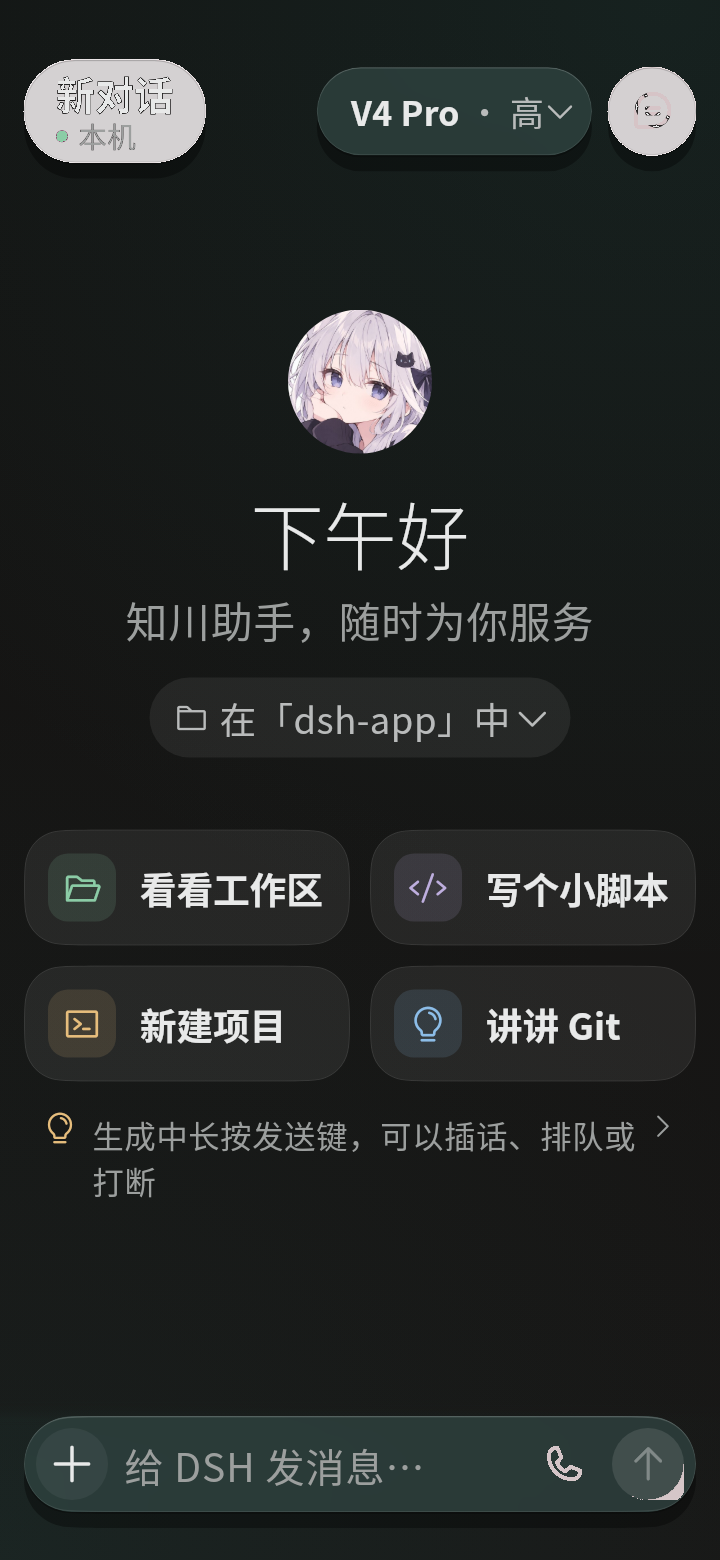 新对话
本机
V4 Pro · 高
下午好
知川助手，随时为你服务
在「dsh-app」中
看看工作区
写个小脚本
新建项目
讲讲 Git
生成中长按发送键，可以插话、排队或
打断
给 DSH 发消息…